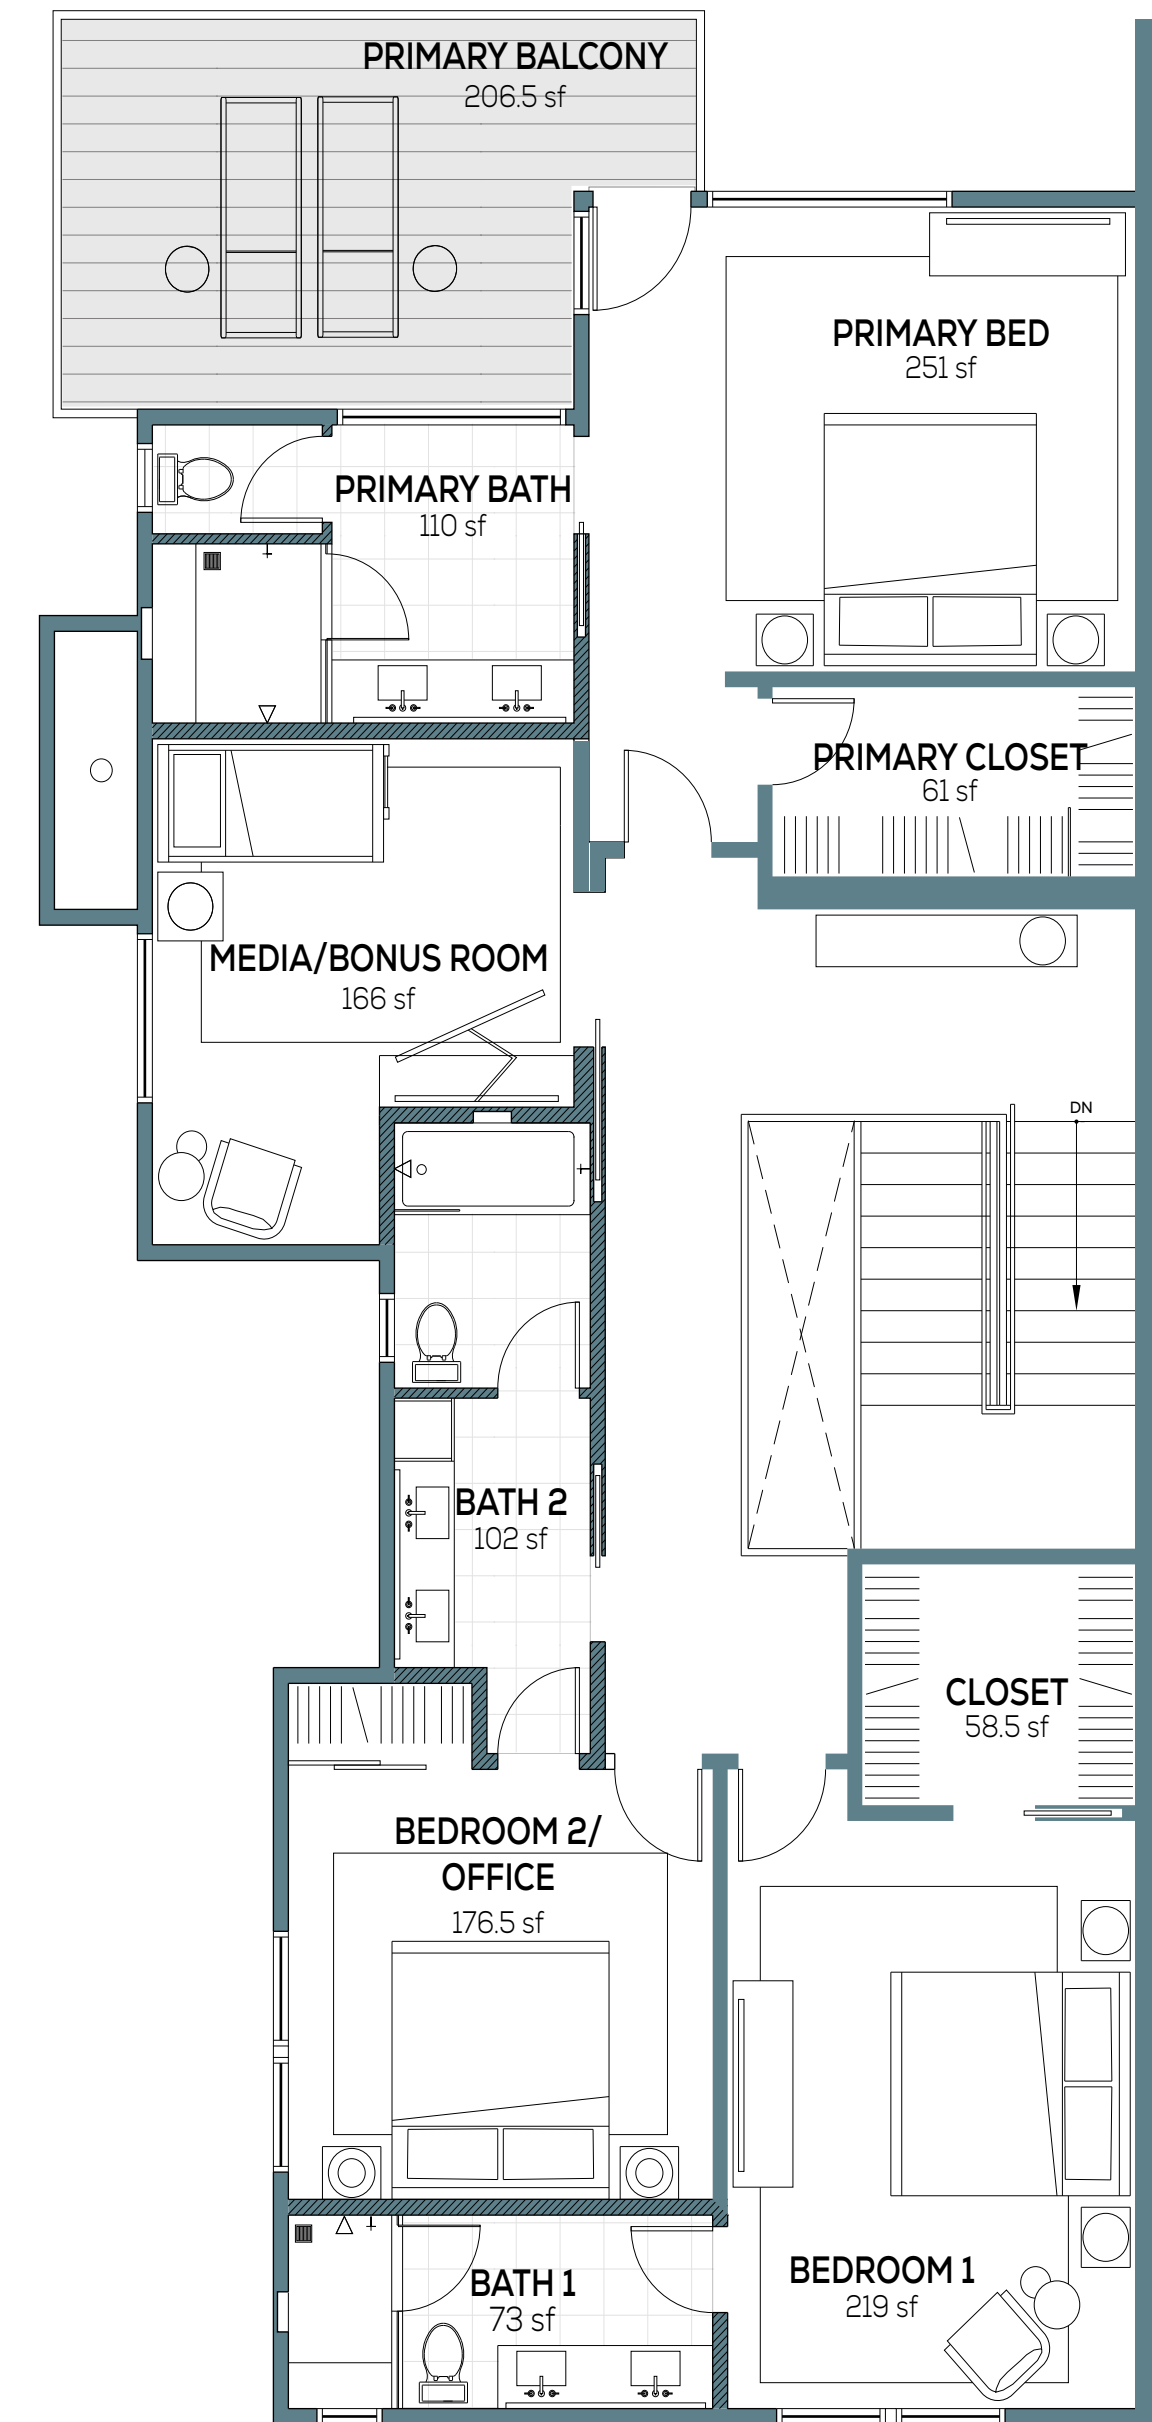 PRIMARY BALCONY
206.5 sf
PRIMARY BED
251 sf
PRIMARY BATH
110 sf
PRIMARY CLOSET
61 sf
MEDIA/BONUS ROOM
166 sf
DN
BATH 2
102 sf
CLOSET
58.5 sf
BEDROOM 2/
OFFICE
176.5 sf
BATH 1
73 sf
BEDROOM 1
219 sf